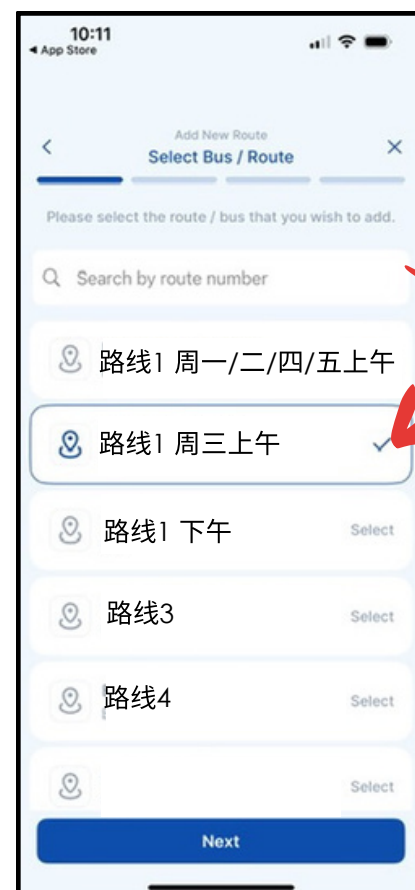 10:11
◀ App Store
Add New Route
Select Bus / Route
Please select the route / bus that you wish to add.
Search by route number
路线1 周一/二/四/五上午
路线1 周三上午
路线1 下午
Select
路线3
Select
路线4
Select
Select
Next